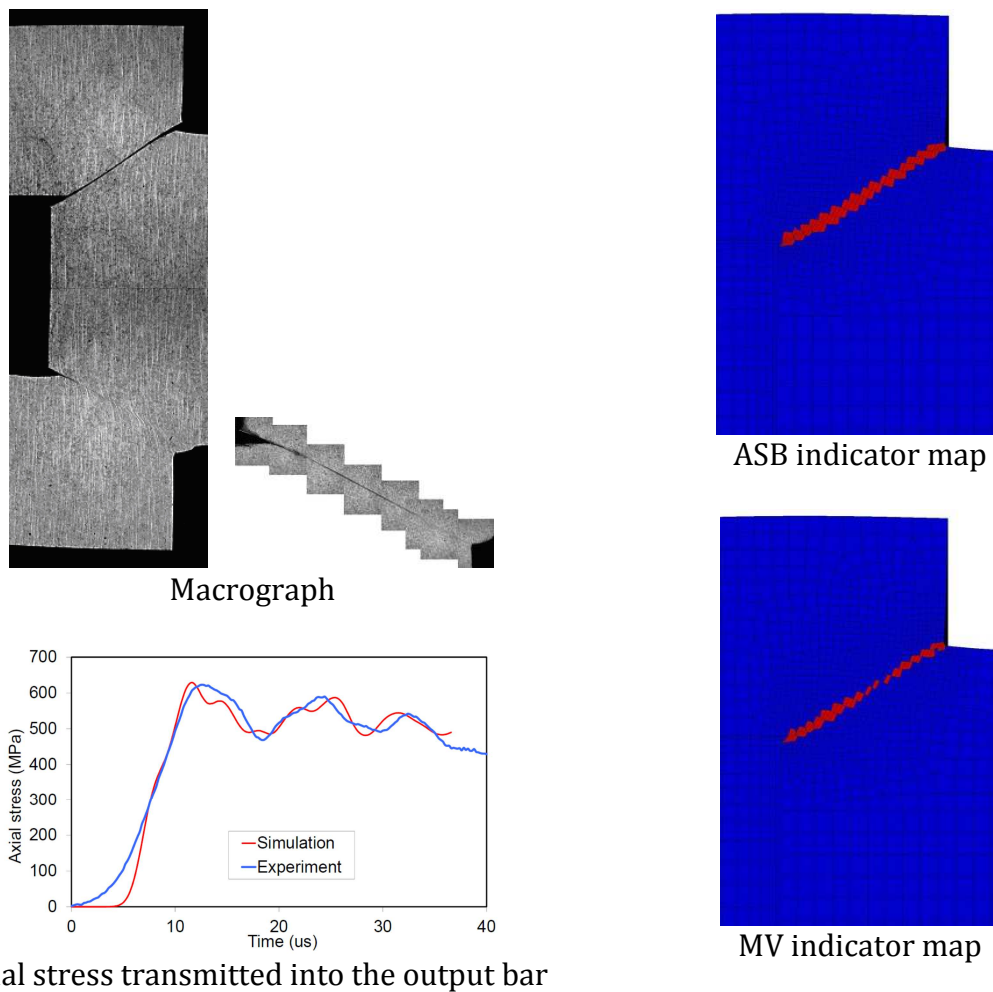 Macrograph
ASB indicator map
700
600
500
400
300
200
100
0
Axial stress (MPa)
Simulation
Experiment
0
10
20
30
40
Time (us)
al stress transmitted into the output bar
MV indicator map